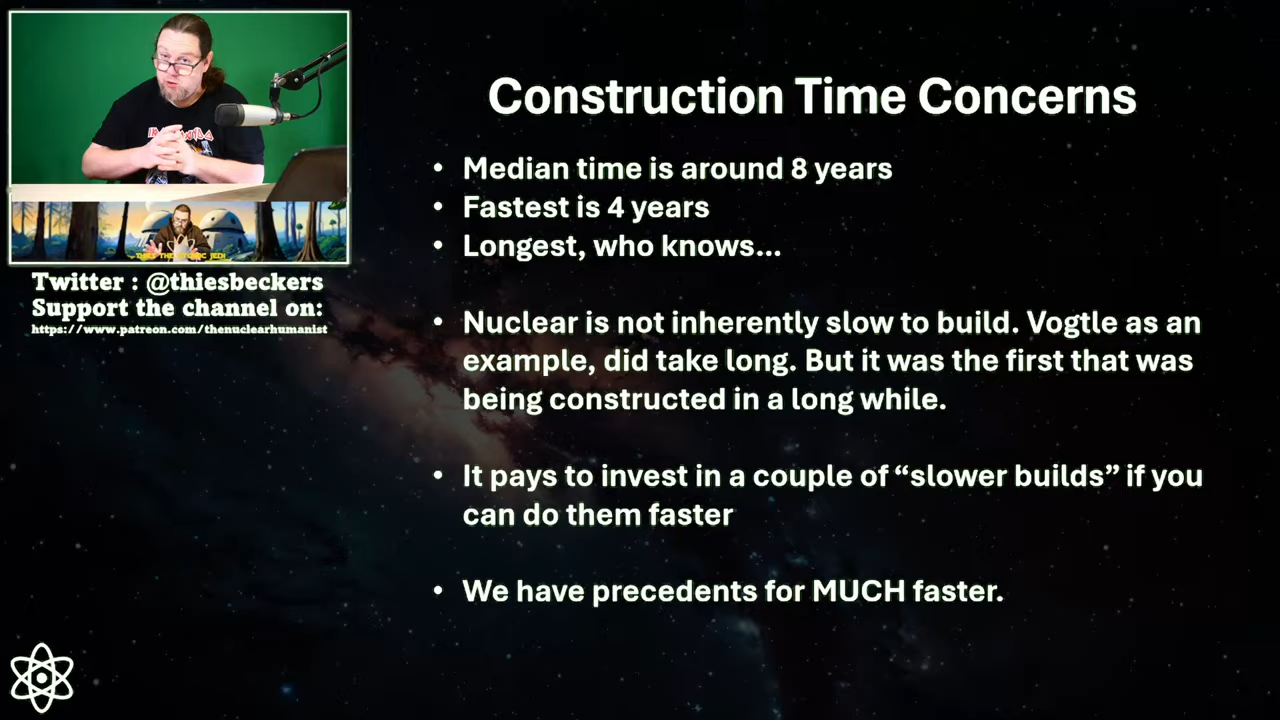 Construction Time Concerns
• Median time is around 8 years
• Fastest is 4 years
• Longest, who knows...
• Nuclear is not inherently slow to build. Vogtle as an
example, did take long. But it was the first that was
being constructed in a long while.
• It pays to invest in a couple of “slower builds” if you
can do them faster
• We have precedents for MUCH faster.
Twitter : @thiesbeckers
Support the channel on:
https://www.patreon.com/thenuclearhumanist